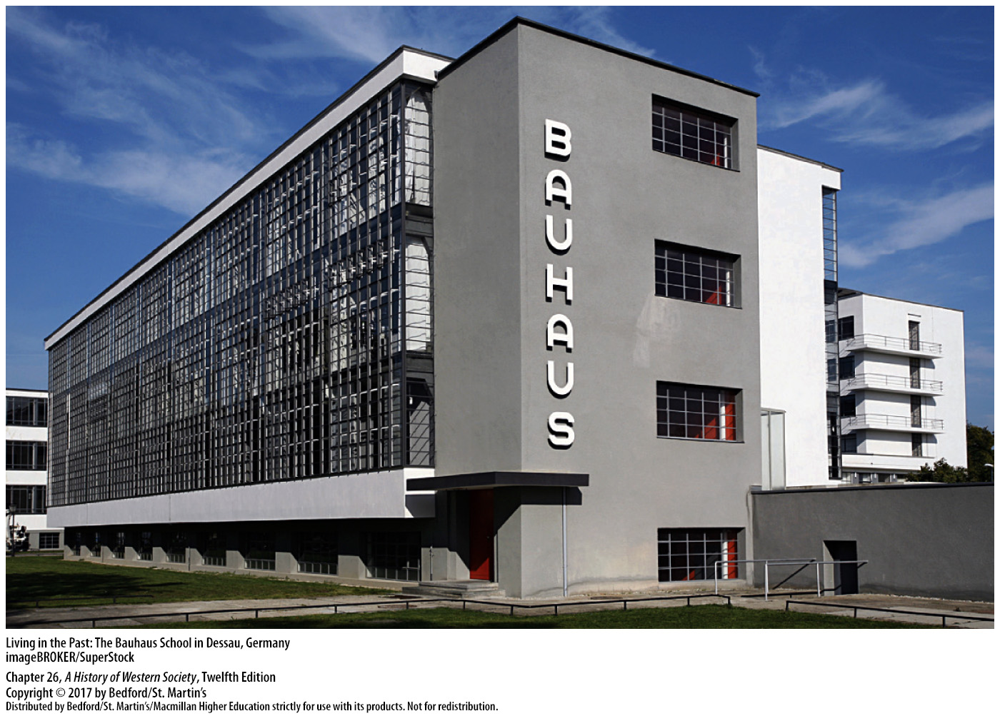 BAUHAUS
Living in the Past: The Bauhaus School in Dessau, Germany
imageBROKER/SuperStock
Chapter 26, A History of Western Society, Twelfth Edition
Copyright © 2017 by Bedford/St. Martin’s
Distributed by Bedford/St. Martin’s/Macmillan Higher Education strictly for use with its products. Not for redistribution.